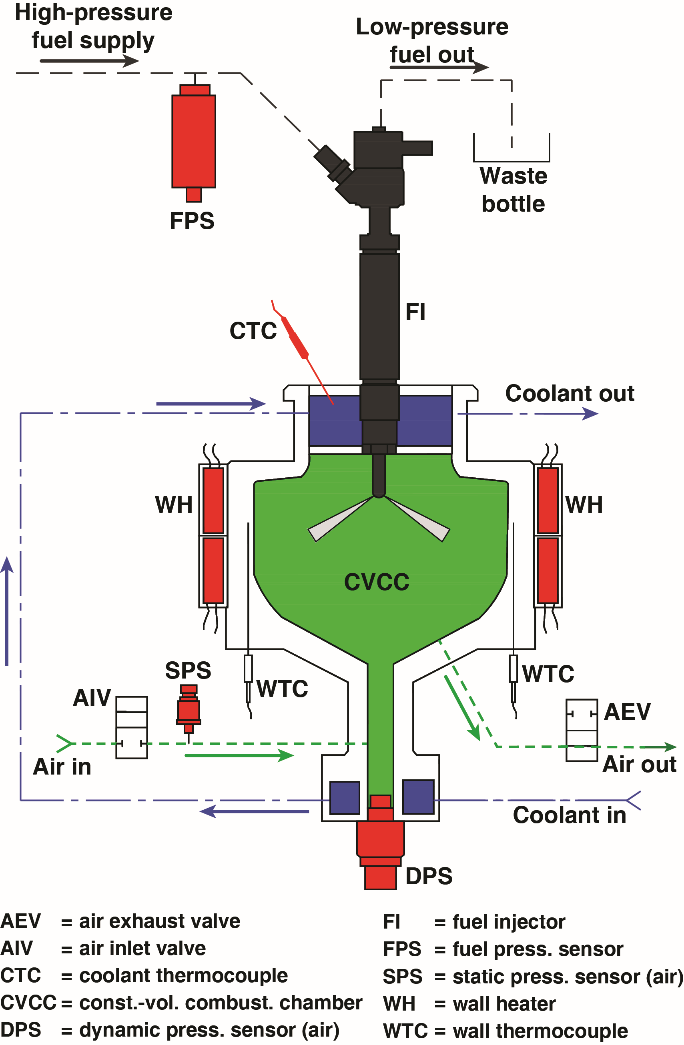 High-pressure
fuel supply
Low-pressure
fuel out
Waste
bottle
FPS
FI
CTC
Coolant out
WH
WH
CVCC
SPS
WTC
WTC
AIV
AEV
Air in
Air out
Coolant in
DPS
AEV = air exhaust valve
AIV = air inlet valve
CTC = coolant thermocouple
CVCC = const.-vol. combust. chamber
DPS = dynamic press. sensor (air)
FI = fuel injector
FPS = fuel press. sensor
SPS = static press. sensor (air)
WH = wall heater
WTC = wall thermocouple